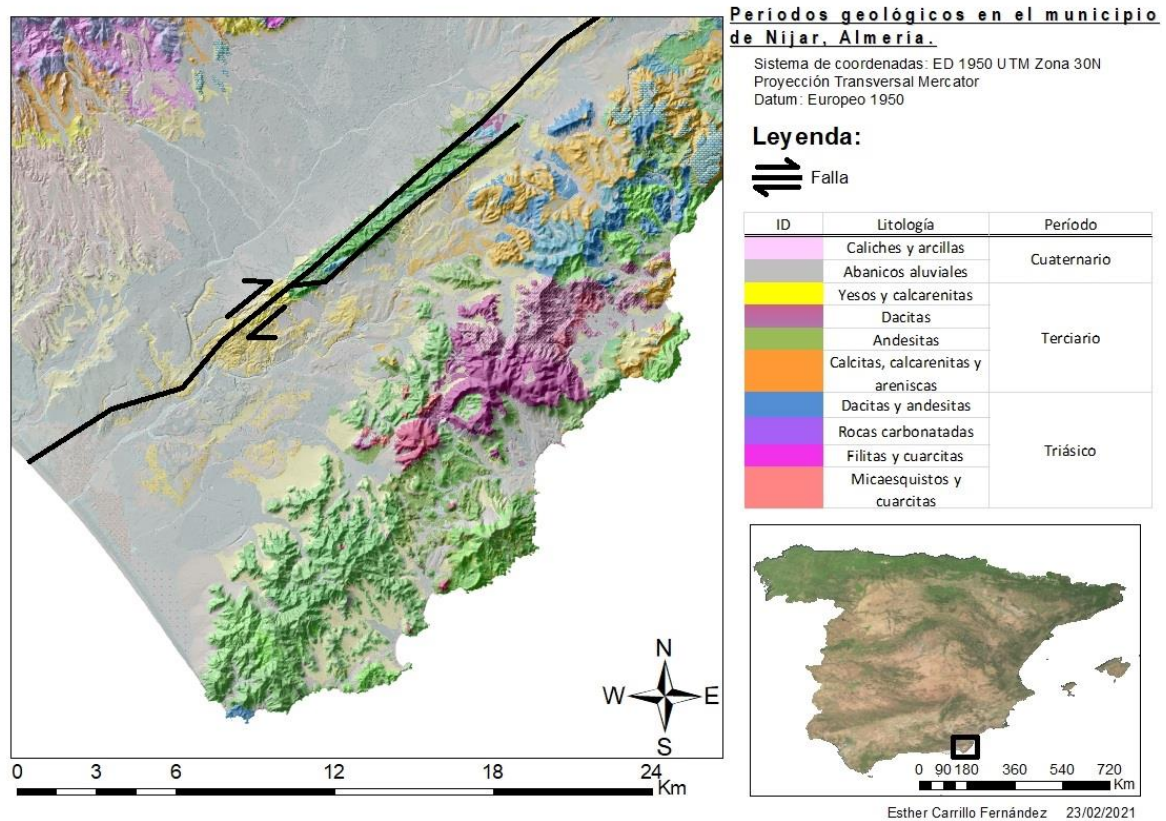 Períodos geológicos en el municipio
de Níjar, Almería.
Sistema de coordenadas: ED 1950 UTM Zona 30N
Proyección Transversal Mercator
Datum: Europeo 1950
Leyenda:
Falla
ID Litología Período
Caliches y arcillas
Abanicos aluviales
Cuaternario
Yesos y calcarenitas
Dacitas
Andesitas
Calcitas, calcarenitas y
areniscas
Terciario
Dacitas y andesitas
Rocas carbonatadas
Filitas y cuarcitas
Micaesquistos y
cuarcitas
Triásico
N
W E
S
0 3 6 12 18 24
Km
0 90 180 360 540 720
Km
Esther Carrillo Fernández 23/02/2021